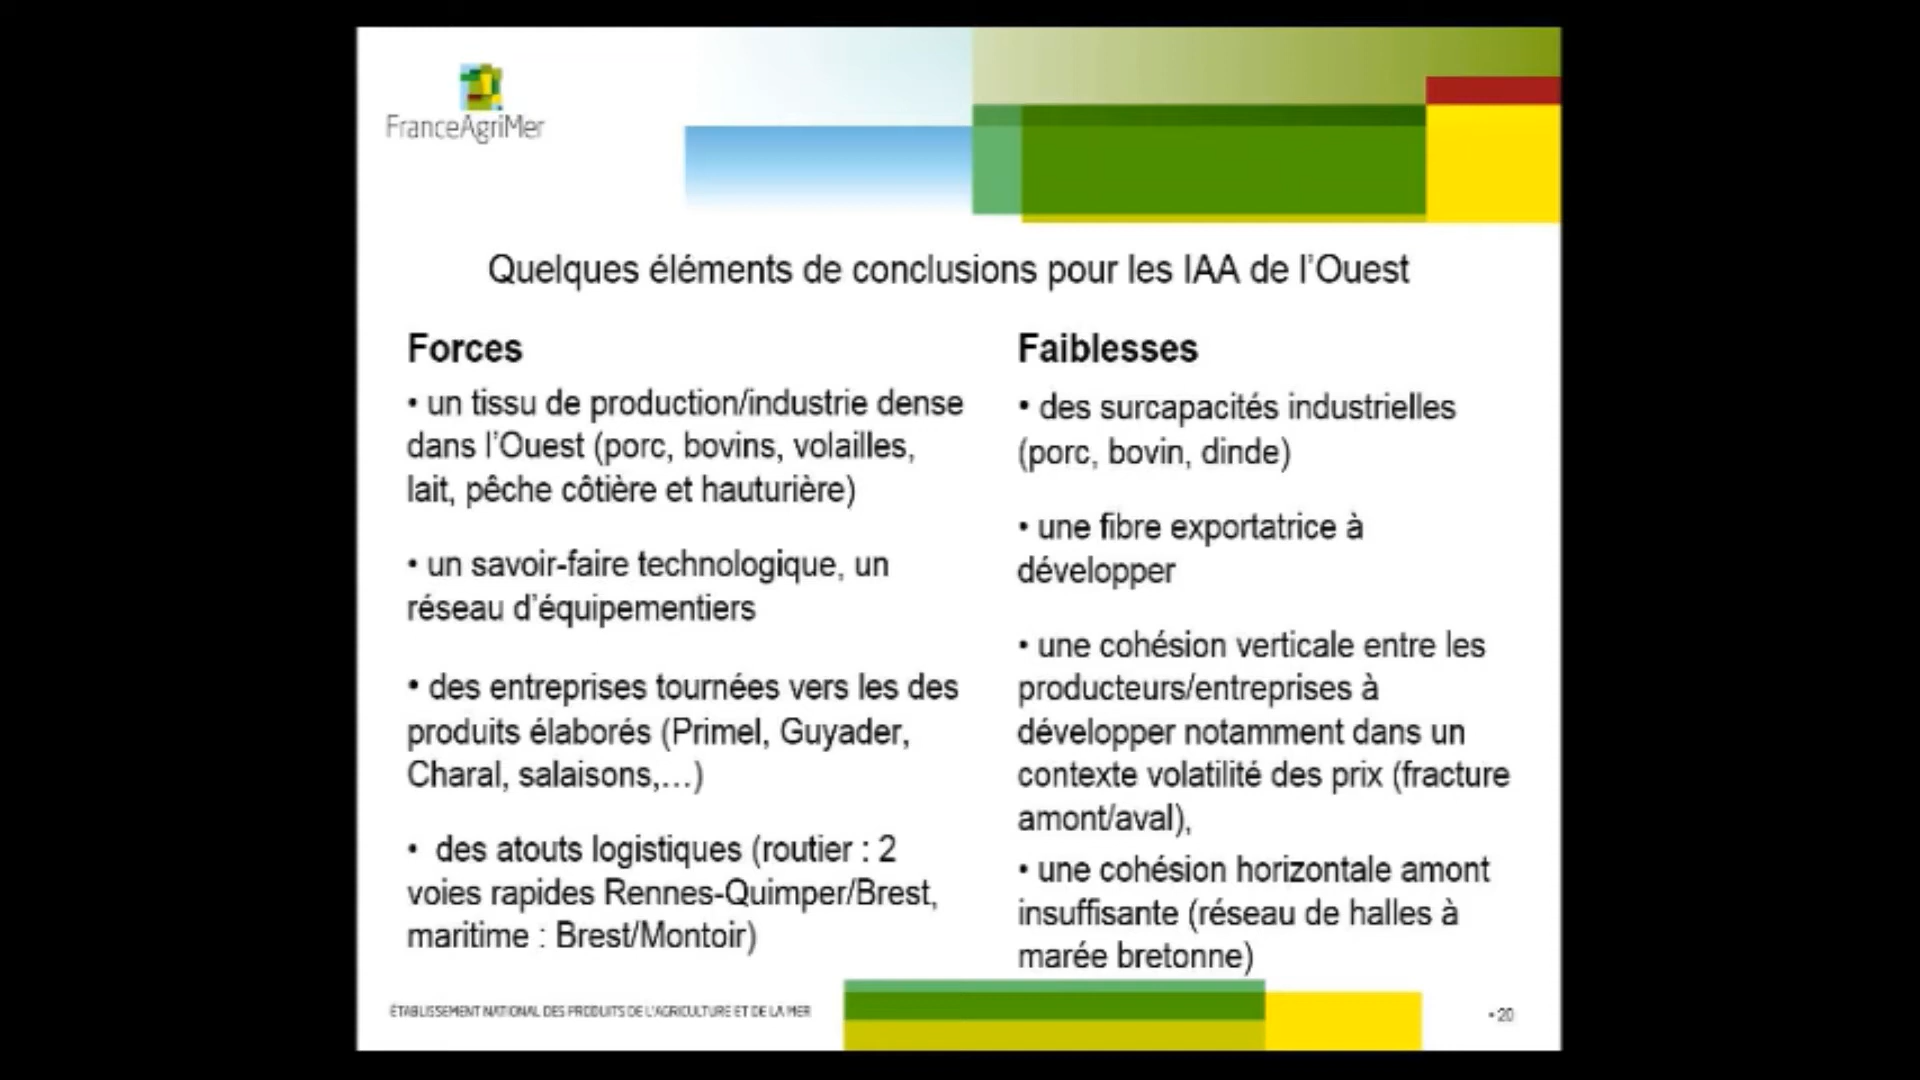 FranceAgriMer
Quelques éléments de conclusions pour les IAA de l'Ouest
Forces
• un tissu de production/industrie dense
dans l'Ouest (porc, bovins, volailles,
lait, pêche côtière et hauturière)
• un savoir-faire technologique, un
réseau d'équipementiers
• des entreprises tournées vers les des
produits élaborés (Primel, Guyader,
Charal, salaisons,…)
• des atouts logistiques (routier : 2
voies rapides Rennes-Quimper/Brest,
maritime : Brest/Montoir)
Faiblesses
• des surcapacités industrielles
(porc, bovin, dinde)
• une fibre exportatrice à
développer
• une cohésion verticale entre les
producteurs/entreprises à
développer notamment dans un
contexte volatilité des prix (fracture
amont/aval),
• une cohésion horizontale amont
insuffisante (réseau de halles à
marée bretonne)
ÉTABLISSEMENT NATIONAL DES PRODUITS DE L'AGRICULTURE ET DE LA MER
• 20